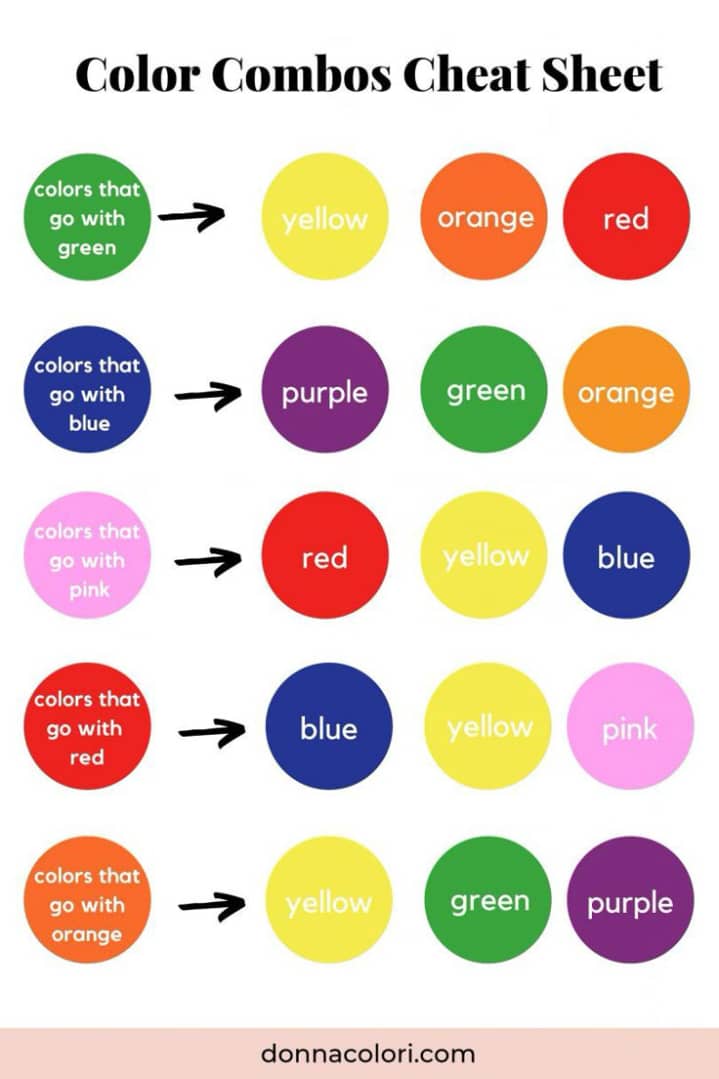 Color Combos Cheat Sheet
colors that
go with
green
yellow
orange
red
colors that
go with
blue
purple
green
orange
colors that
go with
pink
red
yellow
blue
colors that
go with
red
blue
yellow
pink
colors that
go with
orange
yellow
green
purple
donnacolori.com